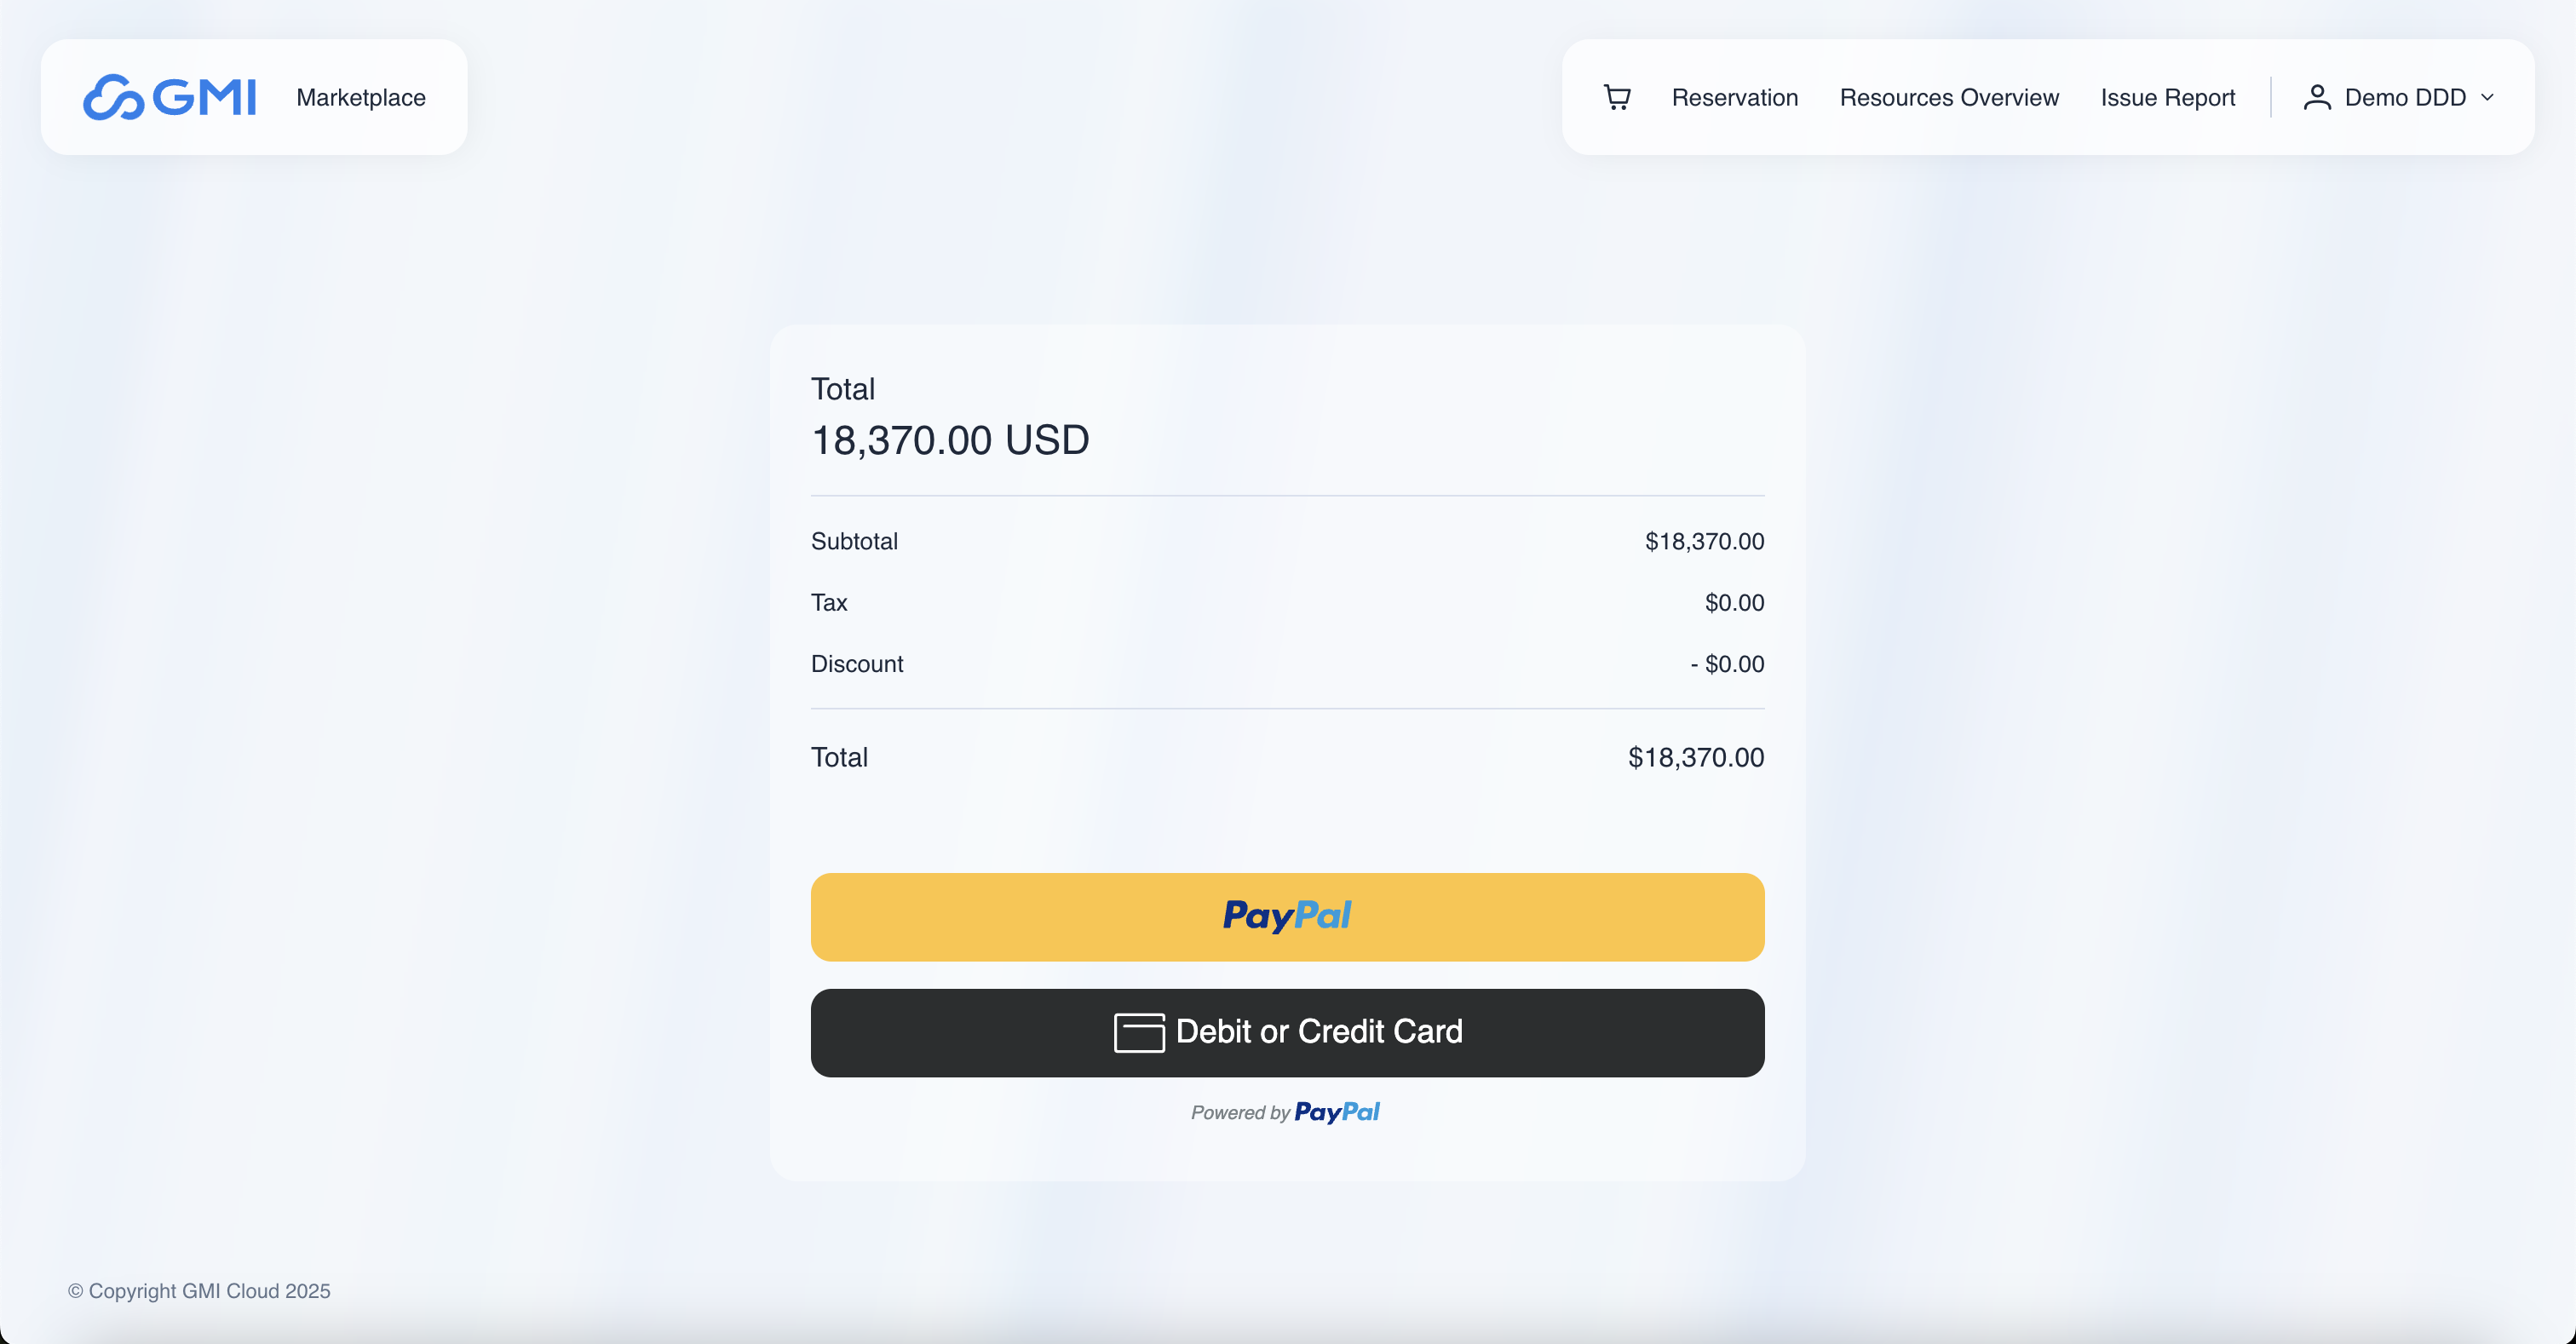 GMI
Marketplace
Reservation
Resources Overview
Issue Report
Demo DDD
Total
18,370.00 USD
Subtotal $18,370.00
Tax $0.00
Discount - $0.00
Total $18,370.00
PayPal
Debit or Credit Card
Powered by PayPal
© Copyright GMI Cloud 2025